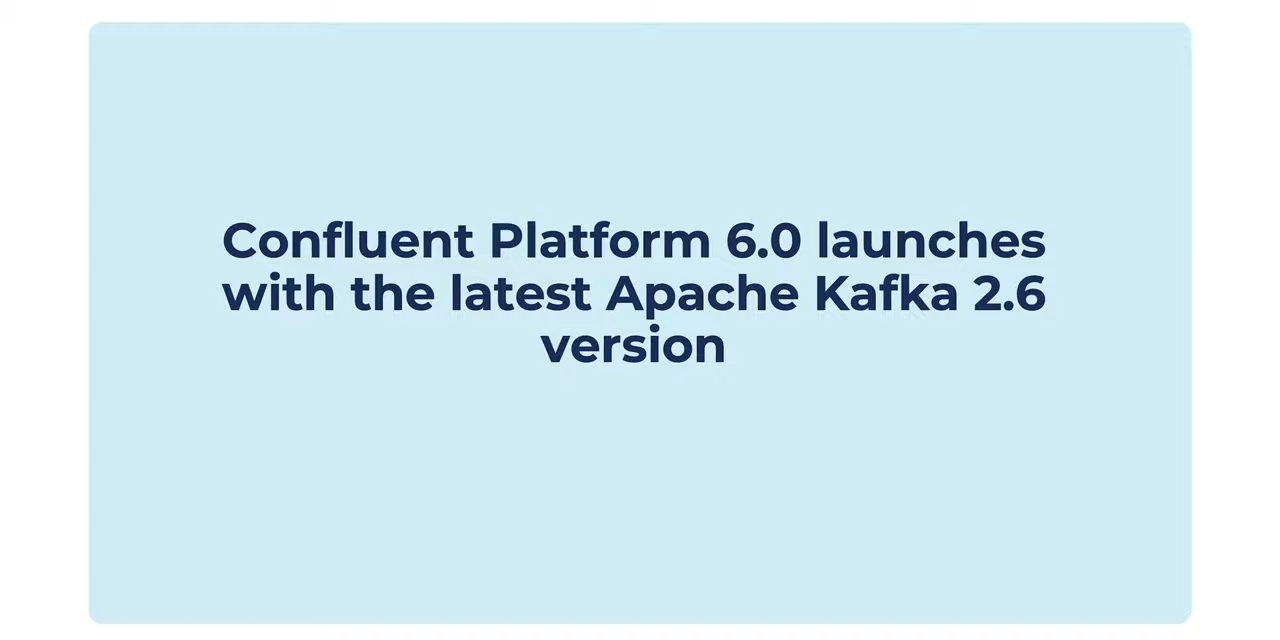 Confluent Platform 6.0 launches
with the latest Apache Kafka 2.6
version